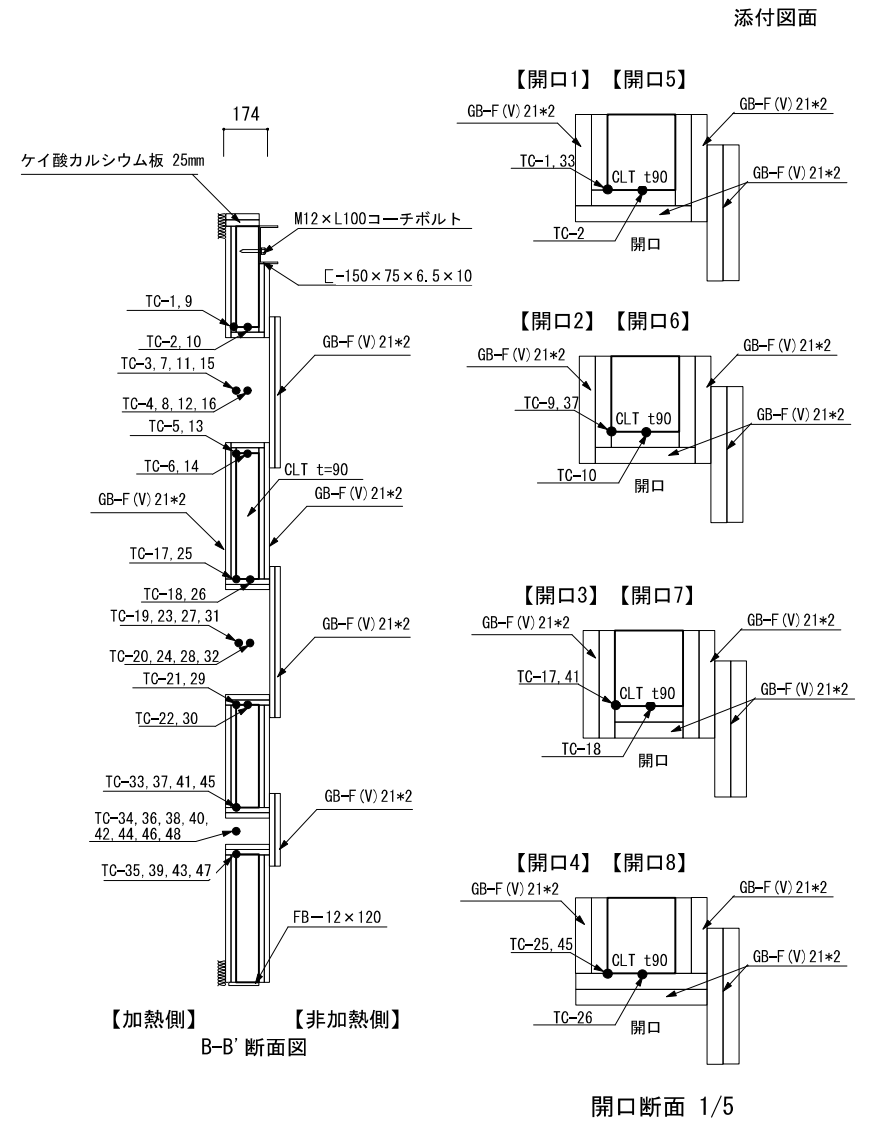 添付図面
174
ケイ酸カルシウム板 25mm
M12×L100コーチボルト
匚-150×75×6.5×10
TC-1, 9
TC-2, 10
GB-F(V)21*2
TC-3, 7, 11, 15
TC-4, 8, 12, 16
TC-5, 13
TC-6, 14
CLT t=90
GB-F(V)21*2
GB-F(V)21*2
TC-17, 25
TC-18, 26
TC-19, 23, 27, 31
GB-F(V)21*2
TC-20, 24, 28, 32
TC-21, 29
TC-22, 30
TC-33, 37, 41, 45
GB-F(V)21*2
TC-34, 36, 38, 40,
42, 44, 46, 48
TC-35, 39, 43, 47
FB-12×120
【加熱側】
【非加熱側】
B-B'断面図
【開口1】【開口5】
GB-F(V)21*2
GB-F(V)21*2
TC-1, 33
CLT t90
GB-F(V)21*2
TC-2
開口
【開口2】【開口6】
GB-F(V)21*2
GB-F(V)21*2
TC-9, 37
CLT t90
GB-F(V)21*2
TC-10
開口
【開口3】【開口7】
GB-F(V)21*2
GB-F(V)21*2
TC-17, 41
CLT t90
GB-F(V)21*2
TC-18
開口
【開口4】【開口8】
GB-F(V)21*2
GB-F(V)21*2
TC-25, 45
CLT t90
GB-F(V)21*2
TC-26
開口
開口断面 1/5